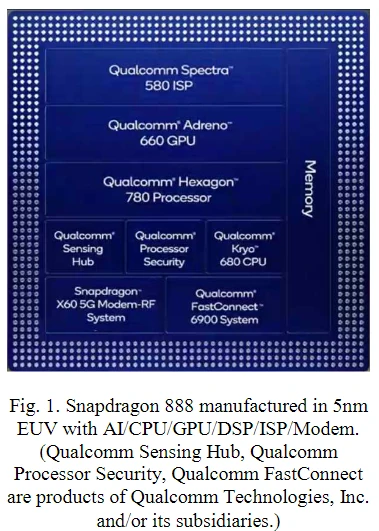 Qualcomm Spectra™
580 ISP
Qualcomm® Adreno™
660 GPU
Qualcomm® Hexagon™
780 Processor
Memory
Qualcomm®
Sensing
Hub
Qualcomm®
Processor
Security
Qualcomm®
Kryo™
680 CPU
Snapdragon™
X60 5G Modem-RF
System
Qualcomm®
FastConnect™
6900 System
Fig. 1. Snapdragon 888 manufactured in 5nm
EUV with AI/CPU/GPU/DSP/ISP/Modem.
(Qualcomm Sensing Hub, Qualcomm
Processor Security, Qualcomm FastConnect
are products of Qualcomm Technologies, Inc.
and/or its subsidiaries.)